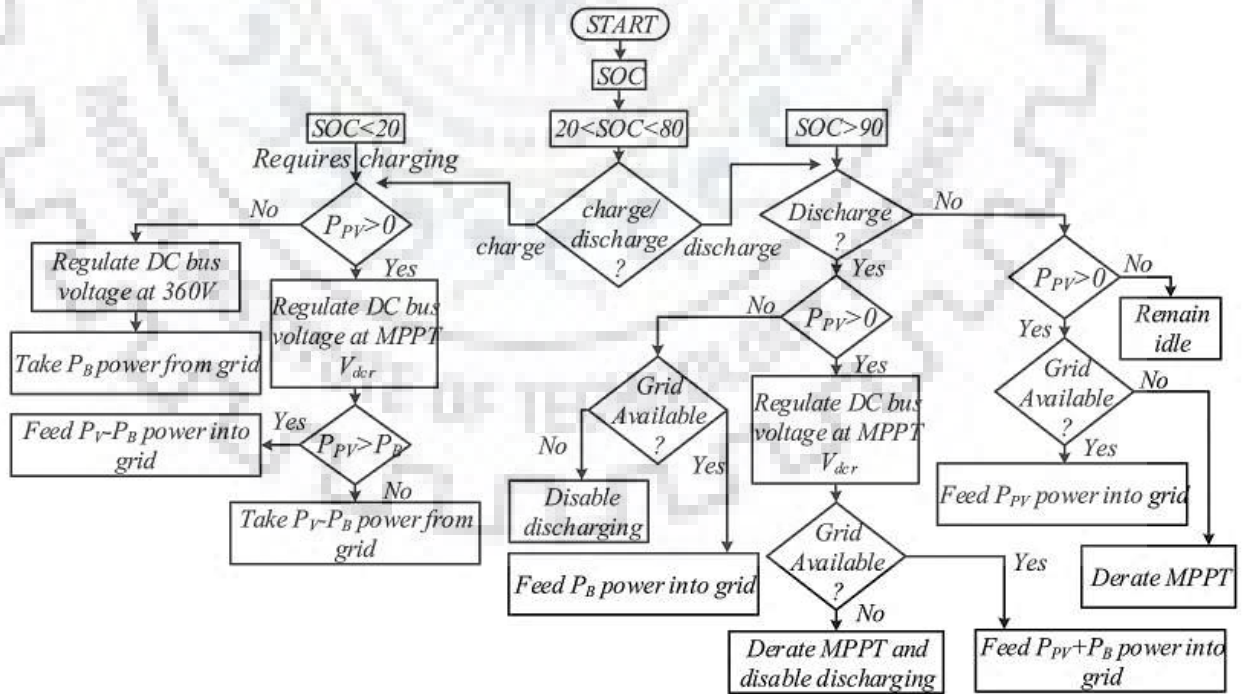 START
SOC
SOC<20
20<SOC<80
SOC>90
Requires charging
No
P_PV>0
charge
charge/
discharge
?
discharge
Discharge
?
No
Regulate DC bus
voltage at 360V
Yes
Regulate DC bus
voltage at MPPT
V_dcr
Take P_B power from grid
Yes
P_PV>P_B
Feed P_V~P_B power into
grid
No
Take P_V~P_B power from
grid
Yes
No
P_PV>0
Grid
Available
?
No
Yes
Disable
discharging
Feed P_B power into grid
Yes
Regulate DC bus
voltage at MPPT
V_dcr
Grid
Available
?
Yes
No
Derate MPPT and
disable discharging
Feed P_PV+P_B power into
grid
P_PV>0
No
Remain
idle
Yes
Grid
Available
?
No
Yes
Feed P_PV power into grid
Derate MPPT